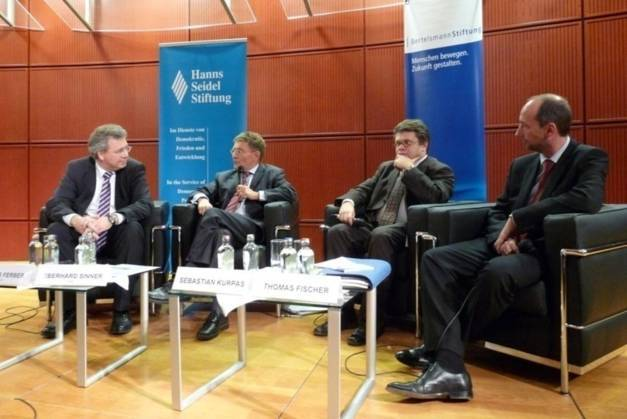 Hanns
Seidel
Stiftung
Im Dienste von
Demokratie,
Frieden und
Entwicklung
In the Service of
BertelsmannStiftung
Menschen bewegen.
Zukunft gestalten.
FERBER
EBERHARD SINNER
SEBASTIAN KURPAS
THOMAS FISCHER